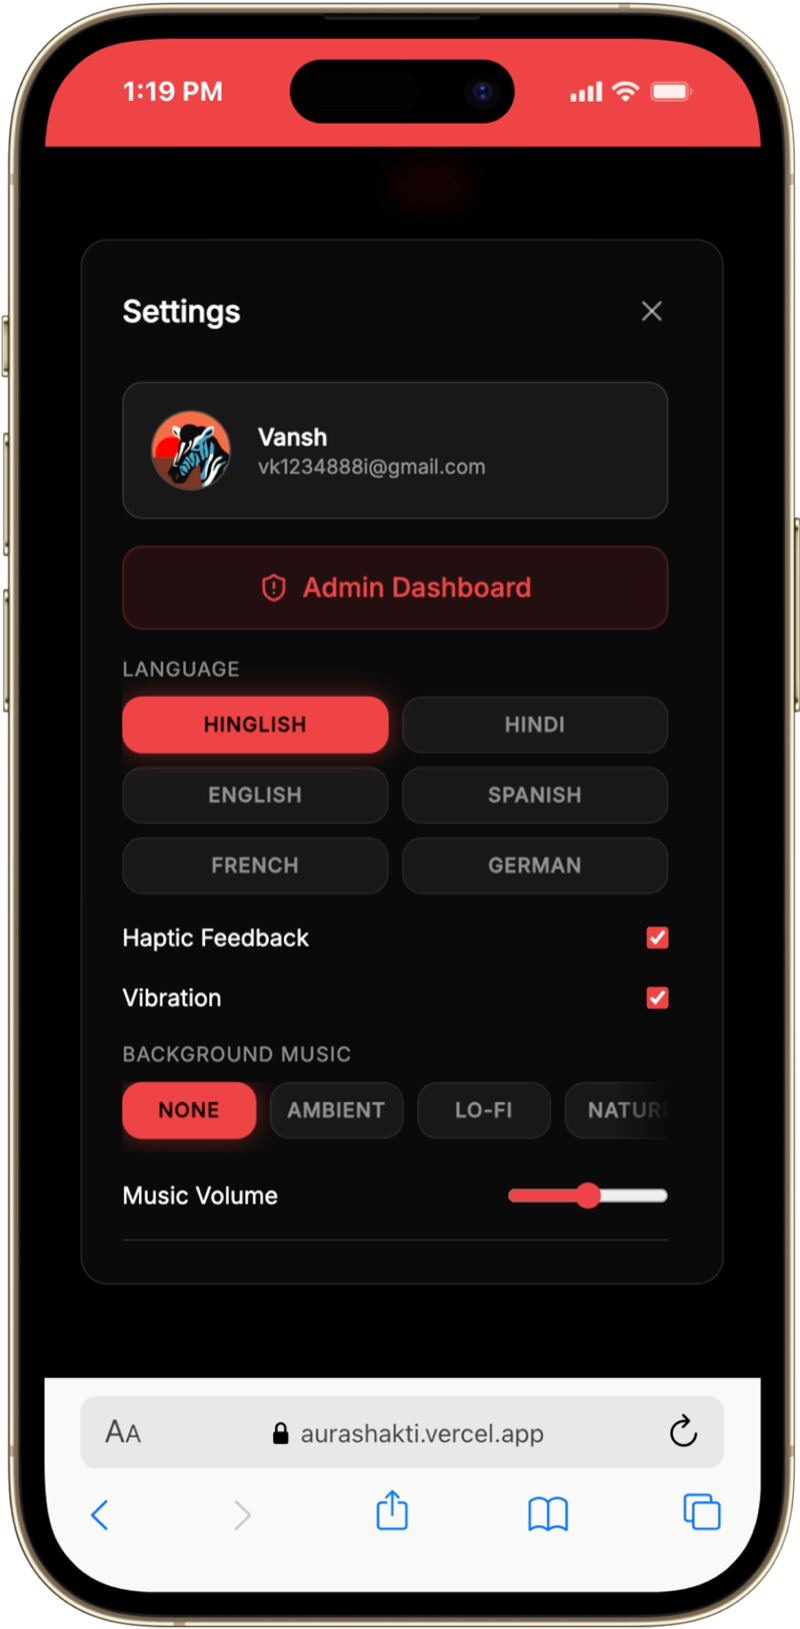 1:19 PM
Settings
Vansh
vk1234888i@gmail.com
Admin Dashboard
LANGUAGE
HINGLISH
HINDI
ENGLISH
SPANISH
FRENCH
GERMAN
Haptic Feedback
Vibration
BACKGROUND MUSIC
NONE
AMBIENT
LO-FI
NATURE
Music Volume
AA
aurashakti.vercel.app